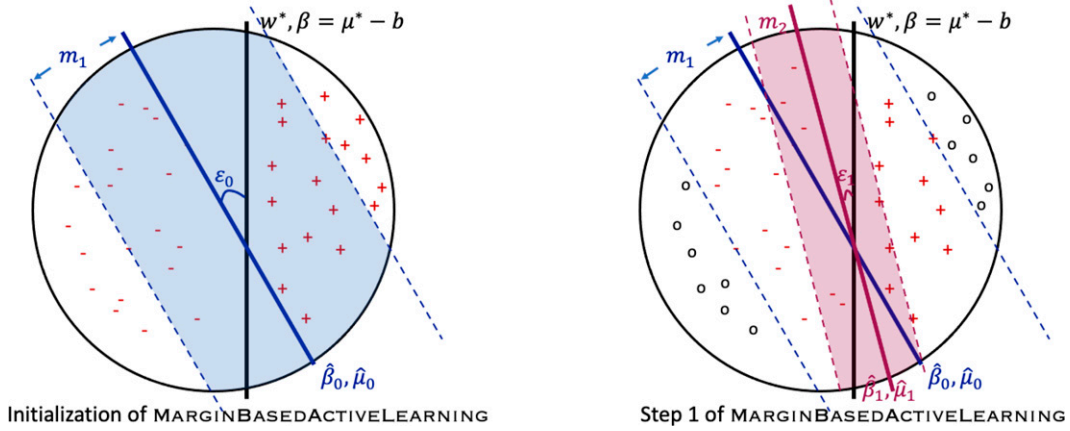 w*, β = μ* − b
m₁
ε₀
β̂₀, μ̂₀
Initialization of MARGINBASEDACTIVELEARNING
w*, β = μ* − b
m₂
m₁
ε₁
β̂₁, μ̂₁
β̂₀, μ̂₀
Step 1 of MARGINBASEDACTIVELEARNING